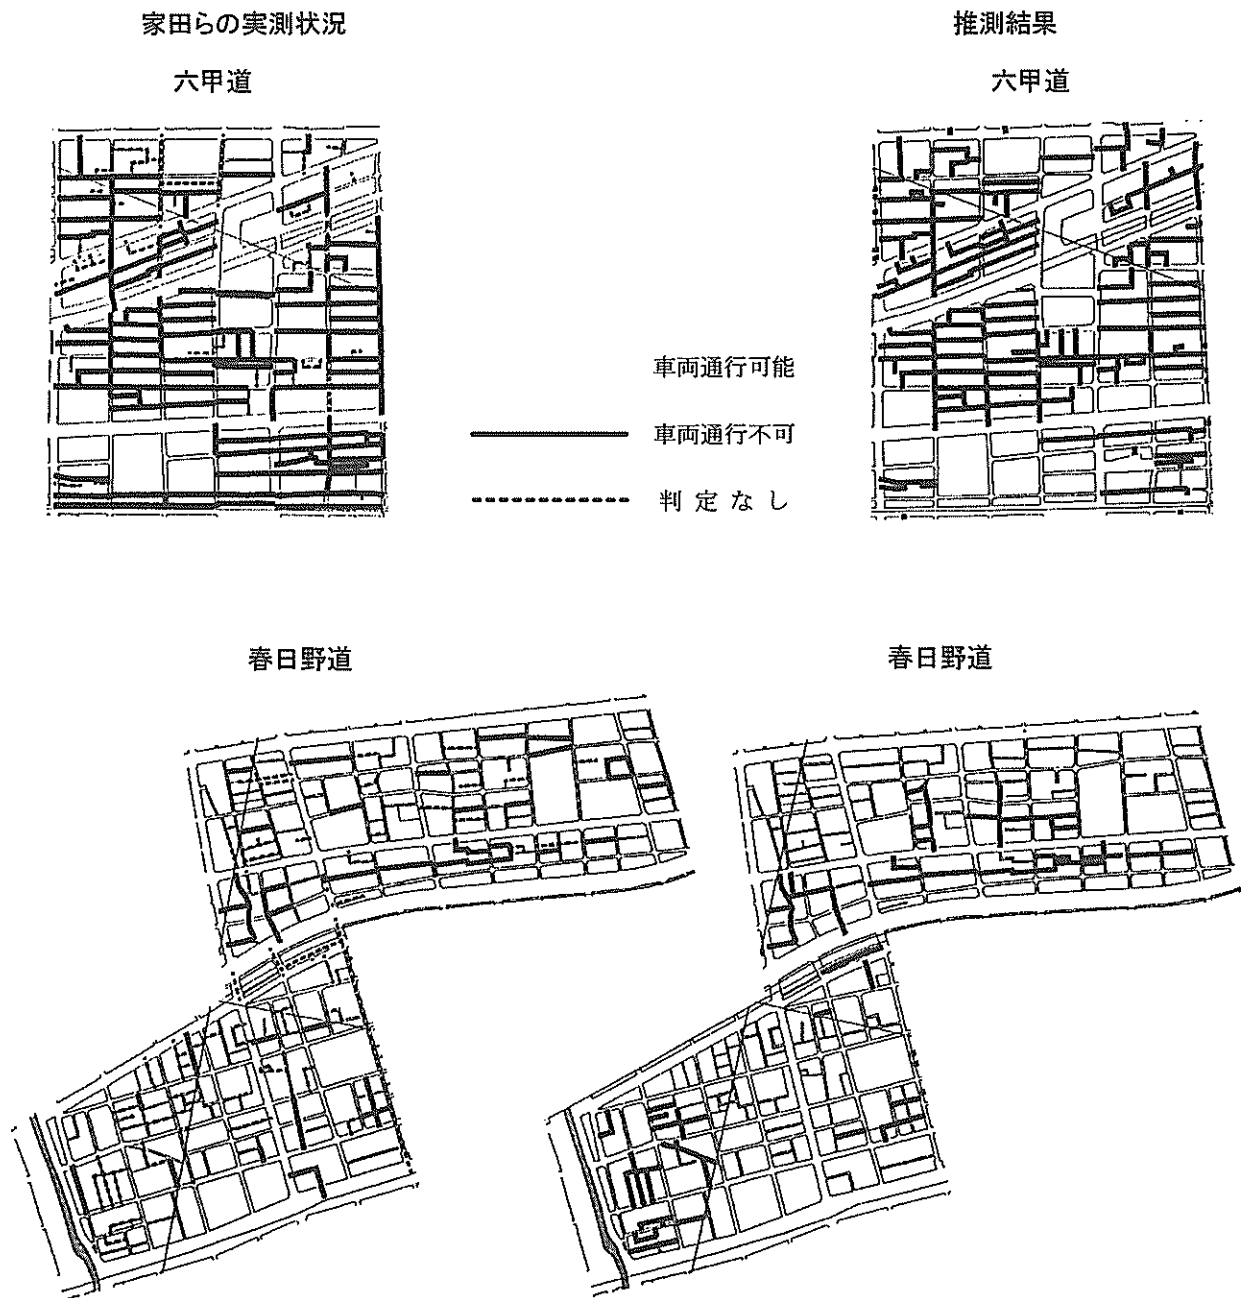 家田らの実測状況
推測結果
六甲道
六甲道
車両通行可能
車両通行不可
判定なし
春日野道
春日野道